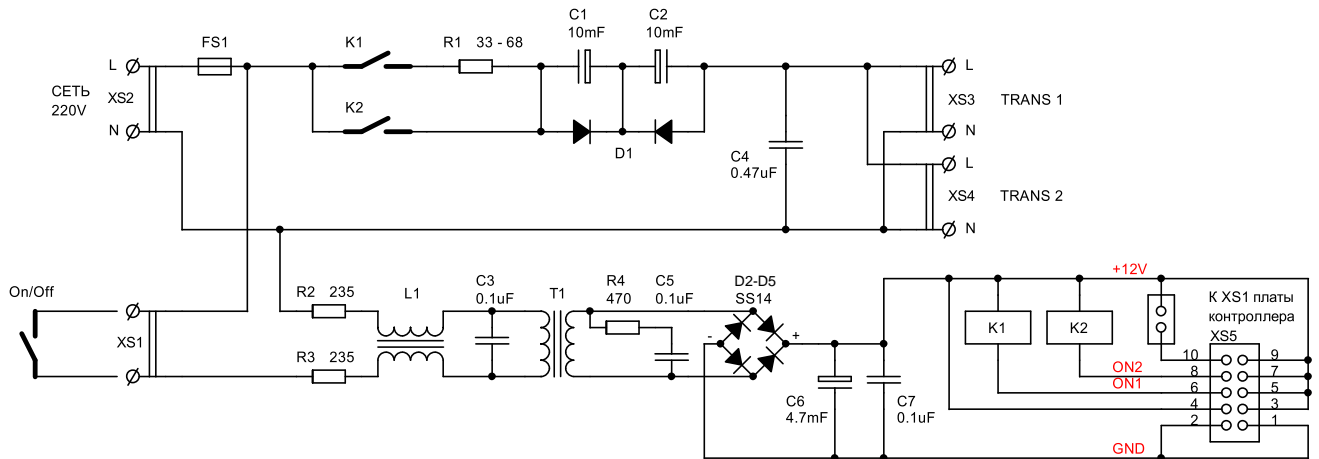 C1
10mF
C2
10mF
FS1
K1
R1 33 - 68
L
СЕТЬ
220V
XS2
N
K2
D1
C4
0.47uF
L
XS3 TRANS 1
N
L
XS4 TRANS 2
N
On/Off
XS1
R2 235
R3 235
L1
C3
0.1uF
T1
R4
470
C5
0.1uF
D2-D5
SS14
-
+
C6
4.7mF
C7
0.1uF
+12V
K1
K2
К XS1 платы
контроллера
XS5
10 9
ON2 8 7
ON1 6 5
4 3
2 1
GND